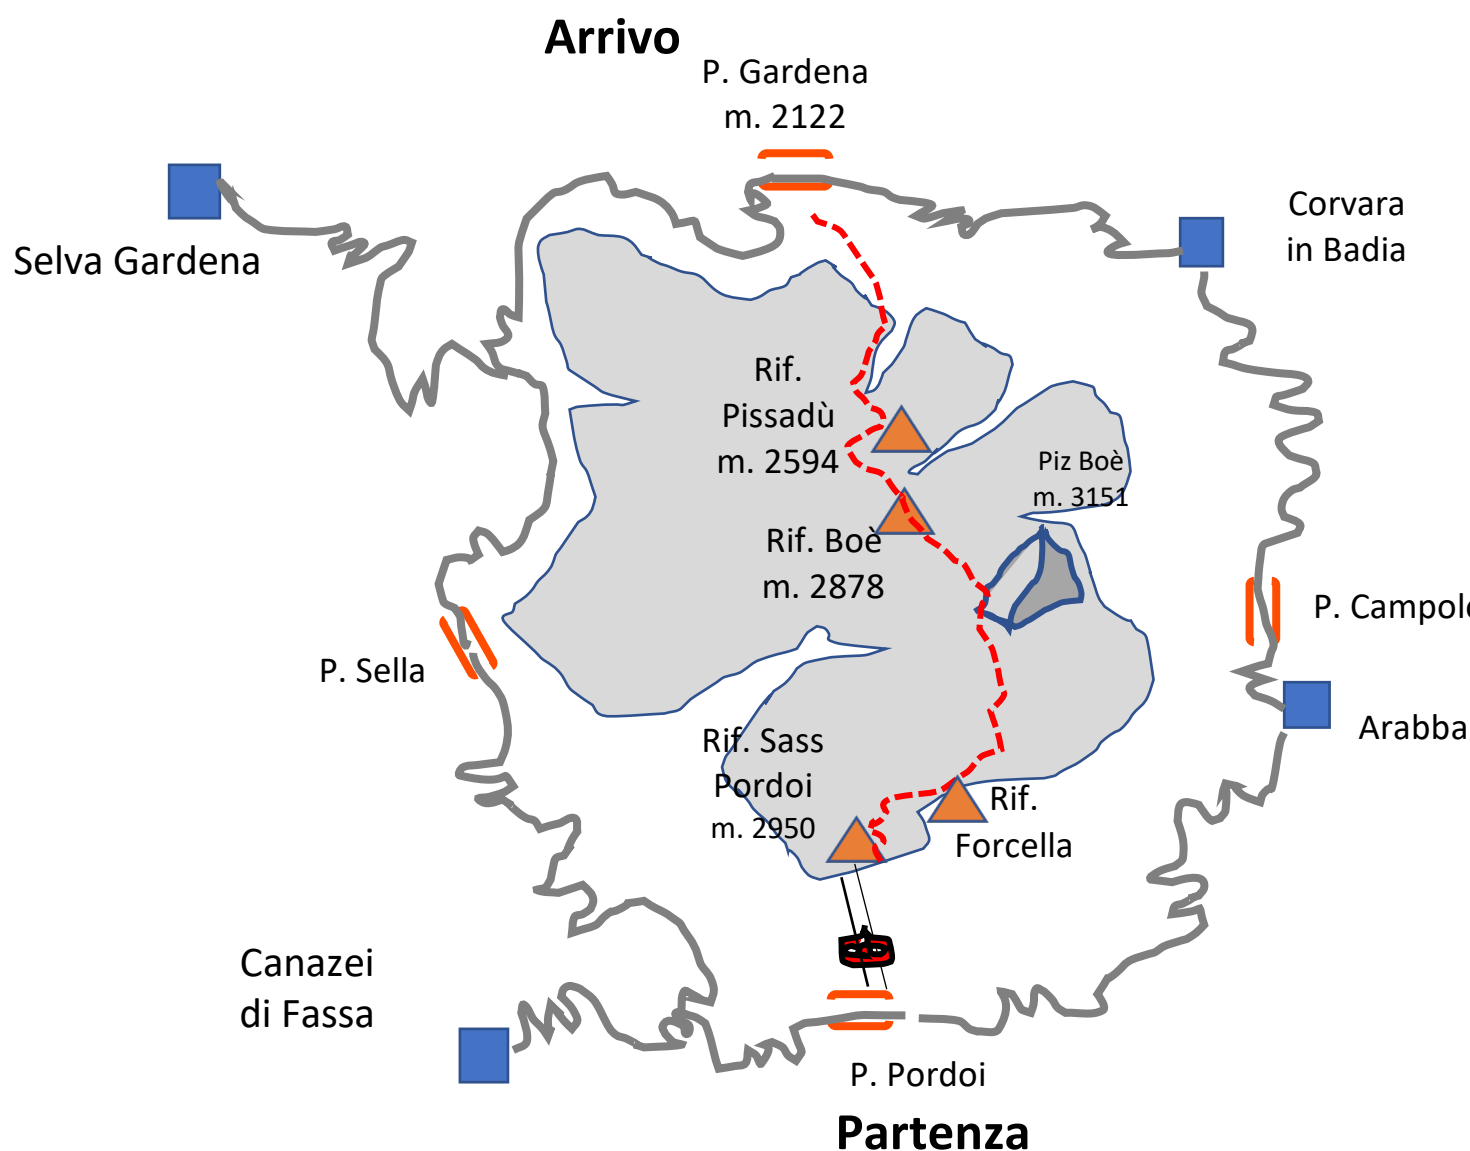 Arrivo
P. Gardena
m. 2122
Corvara
in Badia
Selva Gardena
Rif.
Pissadù
m. 2594
Piz Boè
m. 3151
Rif. Boè
m. 2878
P. Campolo
P. Sella
Arabba
Rif. Sass
Pordoi
m. 2950
Rif.
Forcella
Canazei
di Fassa
P. Pordoi
Partenza